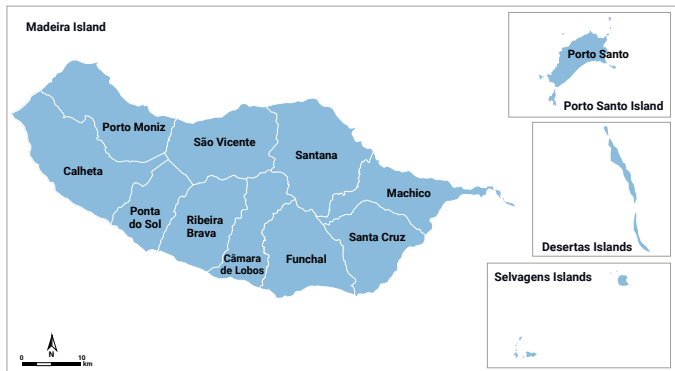 Madeira Island
Porto Santo
Porto Santo Island
Porto Moniz
São Vicente
Santana
Calheta
Machico
Ponta
do Sol
Ribeira
Brava
Santa Cruz
Câmara
de Lobos
Funchal
Desertas Islands
Selvagens Islands
N
0 10
km